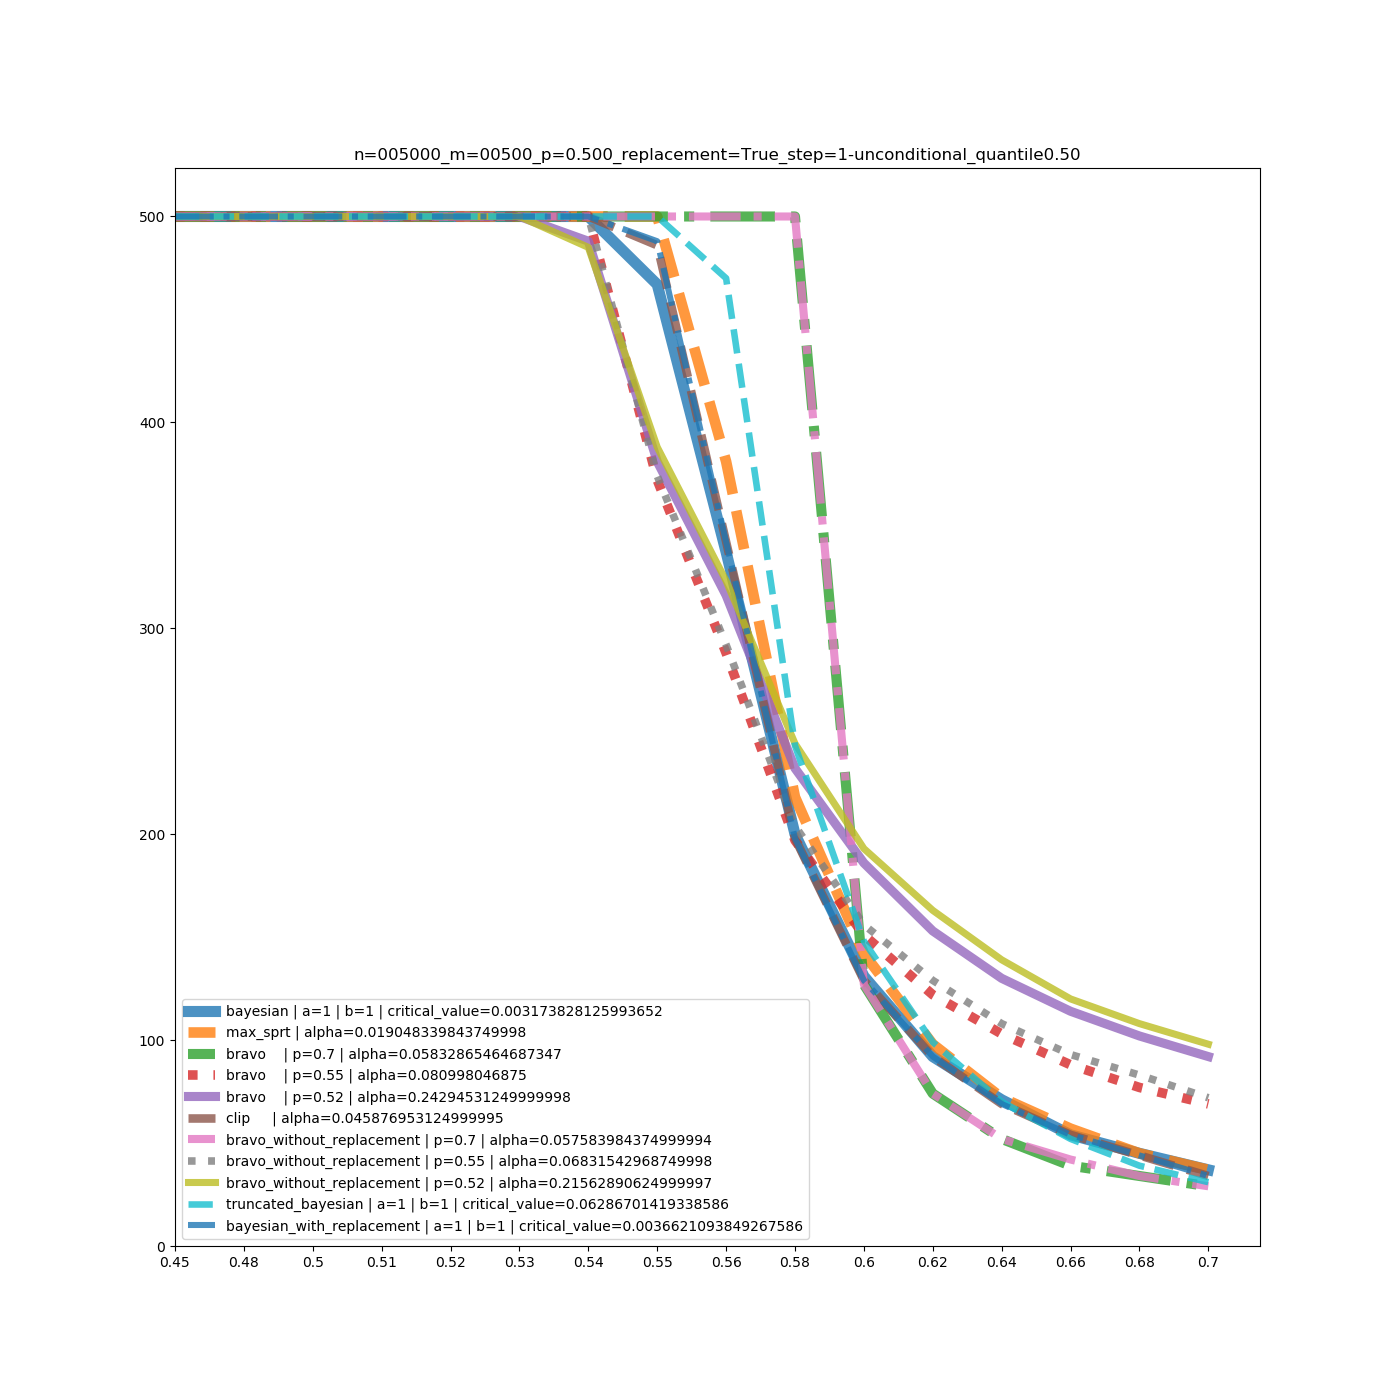 n=005000_m=00500_p=0.500_replacement=True_step=1-unconditional_quantile0.50
500
400
300
200
100
0
bayesian | a=1 | b=1 | critical_value=0.003173828125993652
max_sprt | alpha=0.019048339843749998
bravo | p=0.7 | alpha=0.05832865464687347
bravo | p=0.55 | alpha=0.080998046875
bravo | p=0.52 | alpha=0.24294531249999998
clip | alpha=0.045876953124999995
bravo_without_replacement | p=0.7 | alpha=0.057583984374999994
bravo_without_replacement | p=0.55 | alpha=0.06831542968749998
bravo_without_replacement | p=0.52 | alpha=0.21562890624999997
truncated_bayesian | a=1 | b=1 | critical_value=0.06286701419338586
bayesian_with_replacement | a=1 | b=1 | critical_value=0.0036621093849267586
0.45 0.48 0.5 0.51 0.52 0.53 0.54 0.55 0.56 0.58 0.6 0.62 0.64 0.66 0.68 0.7